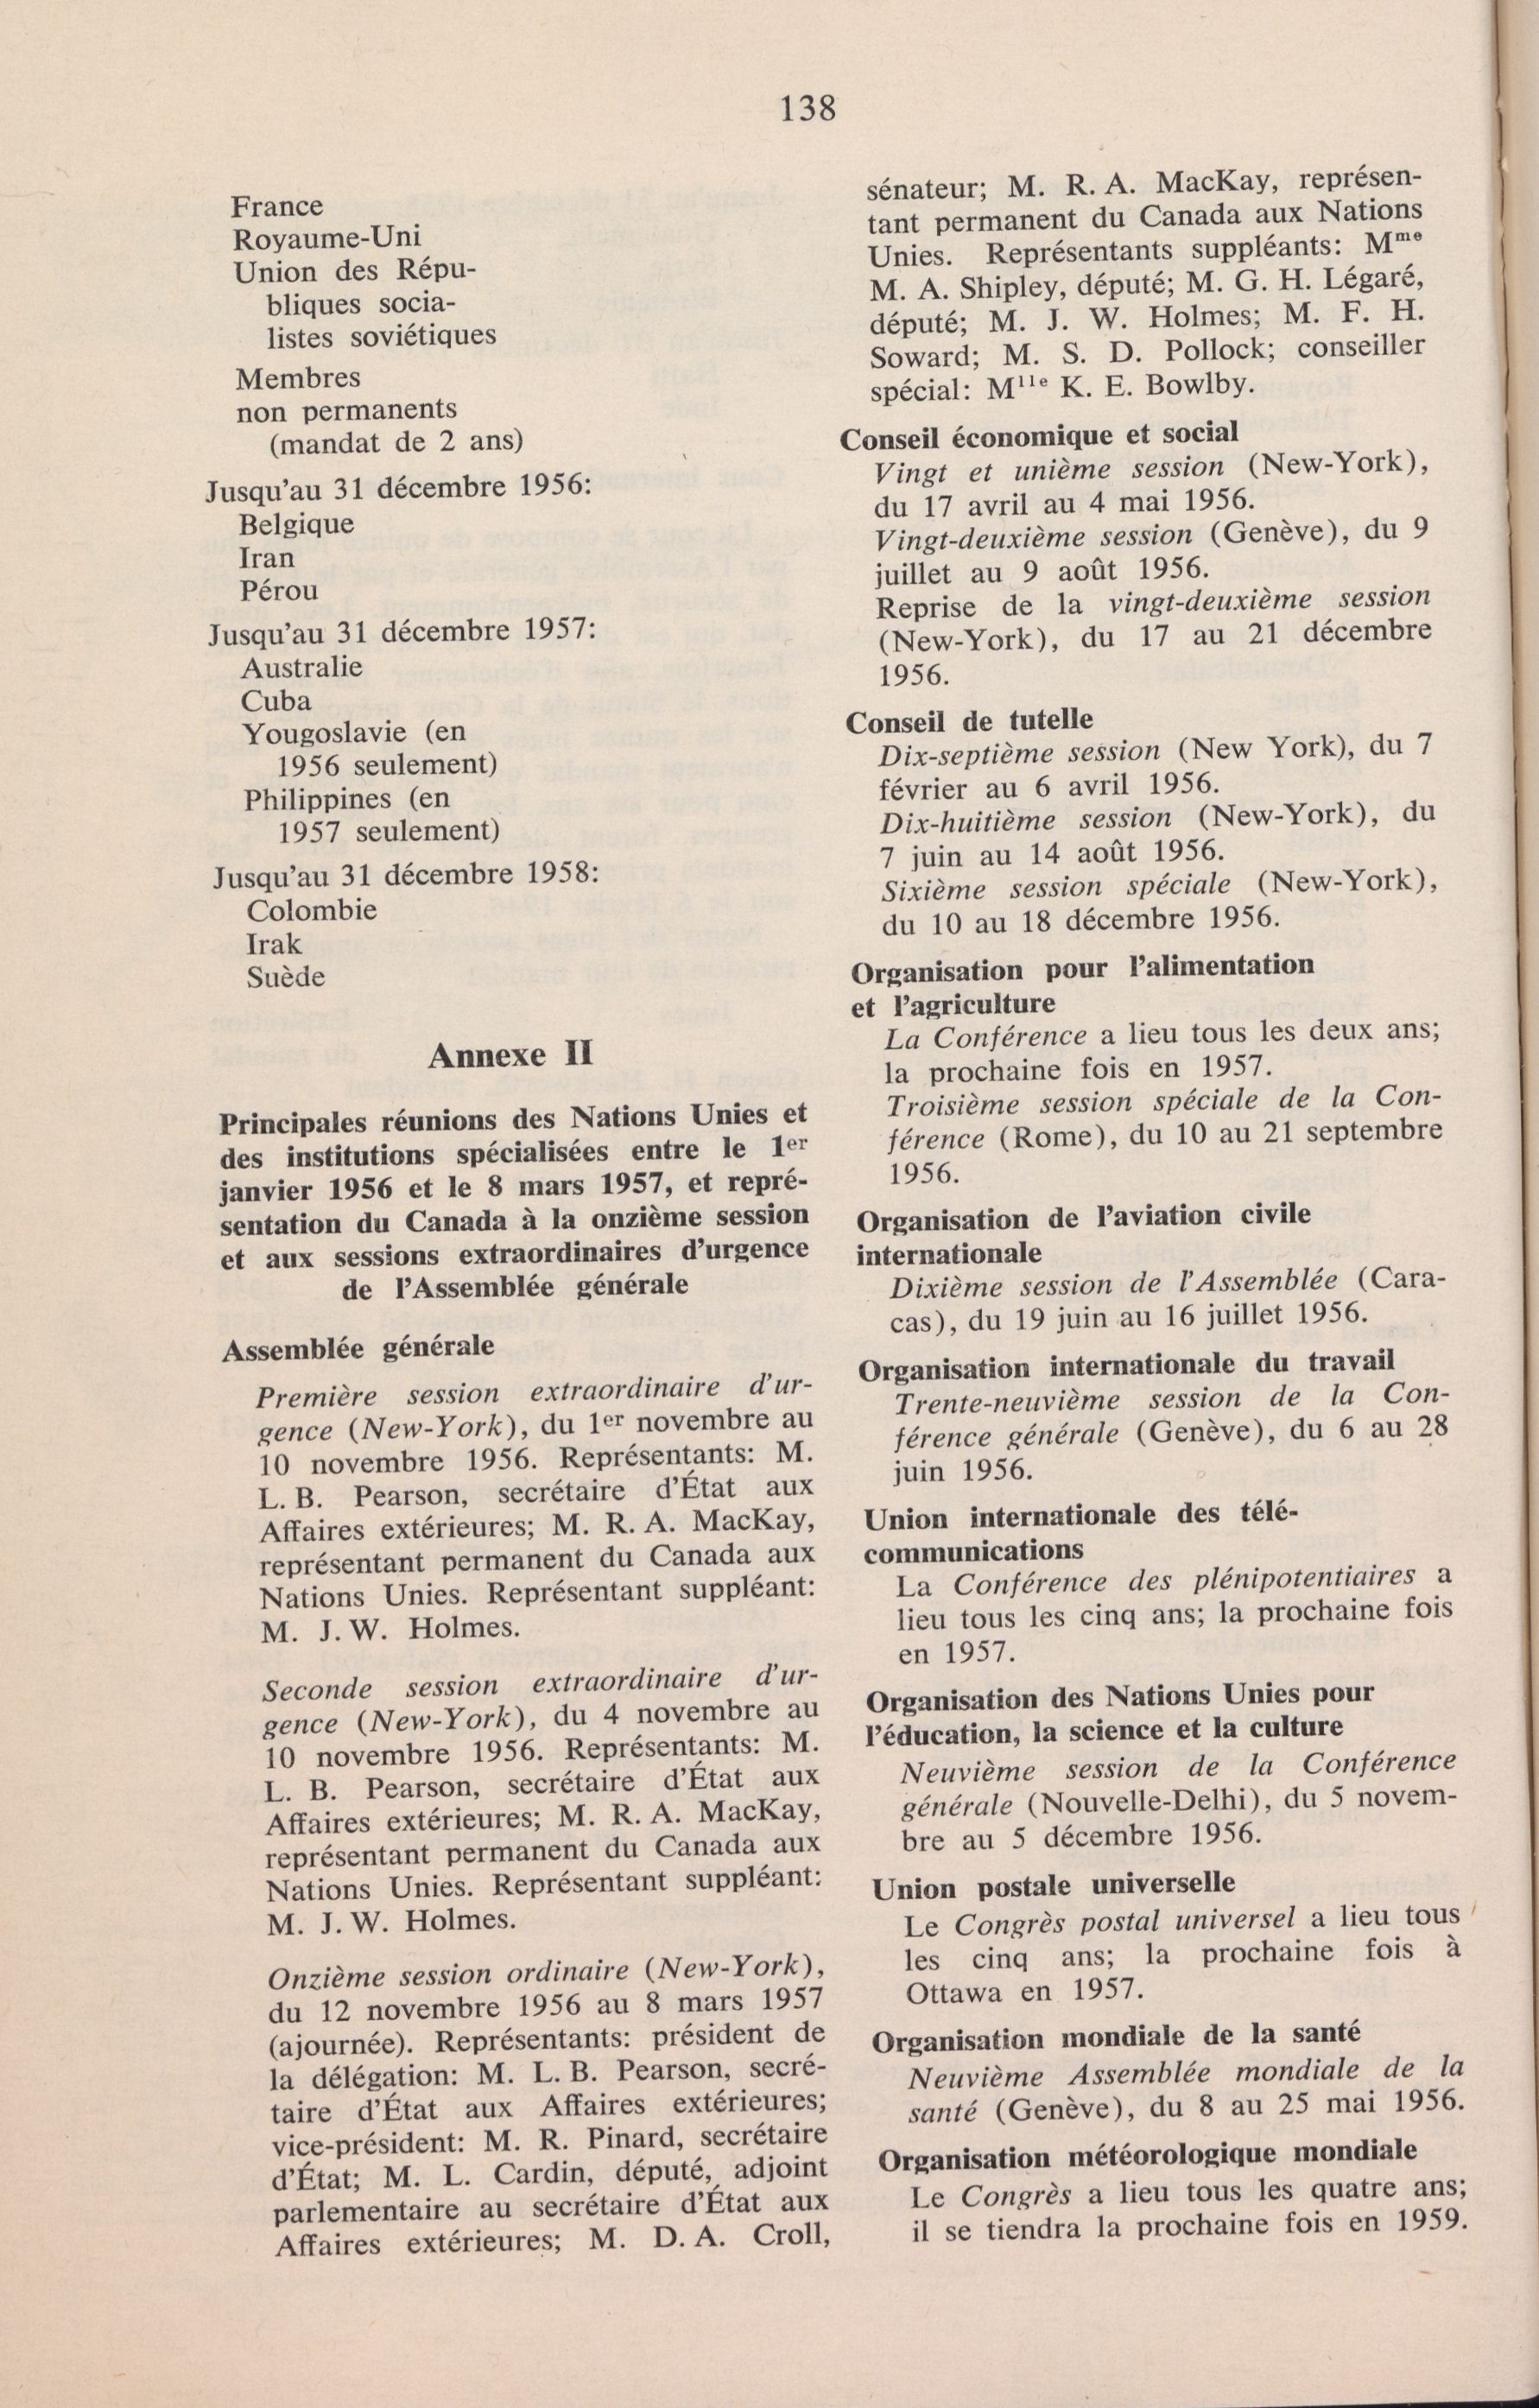 138
France
Royaume-Uni
Union des Répu-
bliques socia-
listes soviétiques
Membres
non permanents
(mandat de 2 ans)
Jusqu'au 31 décembre 1956:
Belgique
Iran
Pérou
Jusqu'au 31 décembre 1957:
Australie
Cuba
Yougoslavie (en
1956 seulement)
Philippines (en
1957 seulement)
Jusqu'au 31 décembre 1958:
Colombie
Irak
Suède
Annexe II
Principales réunions des Nations Unies et
des institutions spécialisées entre le 1er
janvier 1956 et le 8 mars 1957, et repré-
sentation du Canada à la onzième session
et aux sessions extraordinaires d'urgence
de l'Assemblée générale
Assemblée générale
Première session extraordinaire d'ur-
gence (New-York), du 1er novembre au
10 novembre 1956. Représentants: M.
L. B. Pearson, secrétaire d'État aux
Affaires extérieures; M. R. A. MacKay,
représentant permanent du Canada aux
Nations Unies. Représentant suppléant:
M. J. W. Holmes.
Seconde session extraordinaire d'ur-
gence (New-York), du 4 novembre au
10 novembre 1956. Représentants: M.
L. B. Pearson, secrétaire d'État aux
Affaires extérieures; M. R. A. MacKay,
représentant permanent du Canada aux
Nations Unies. Représentant suppléant:
M. J. W. Holmes.
Onzième session ordinaire (New-York),
du 12 novembre 1956 au 8 mars 1957
(ajournée). Représentants: président de
la délégation: M. L. B. Pearson, secré-
taire d'État aux Affaires extérieures;
vice-président: M. R. Pinard, secrétaire
d'État; M. L. Cardin, député, adjoint
parlementaire au secrétaire d'État aux
Affaires extérieures; M. D. A. Croll,
sénateur; M. R. A. MacKay, représen-
tant permanent du Canada aux Nations
Unies. Représentants suppléants: Mme
M. A. Shipley, député; M. G. H. Légaré,
député; M. J. W. Holmes; M. F. H.
Soward; M. S. D. Pollock; conseiller
spécial: Mlle K. E. Bowlby.
Conseil économique et social
Vingt et unième session (New-York),
du 17 avril au 4 mai 1956.
Vingt-deuxième session (Genève), du 9
juillet au 9 août 1956.
Reprise de la vingt-deuxième session
(New-York), du 17 au 21 décembre
1956.
Conseil de tutelle
Dix-septième session (New York), du 7
février au 6 avril 1956.
Dix-huitième session (New-York), du
7 juin au 14 août 1956.
Sixième session spéciale (New-York),
du 10 au 18 décembre 1956.
Organisation pour l'alimentation
et l'agriculture
La Conférence a lieu tous les deux ans;
la prochaine fois en 1957.
Troisième session spéciale de la Con-
férence (Rome), du 10 au 21 septembre
1956.
Organisation de l'aviation civile
internationale
Dixième session de l'Assemblée (Cara-
cas), du 19 juin au 16 juillet 1956.
Organisation internationale du travail
Trente-neuvième session de la Con-
férence générale (Genève), du 6 au 28
juin 1956.
Union internationale des télé-
communications
La Conférence des plénipotentiaires a
lieu tous les cinq ans; la prochaine fois
en 1957.
Organisation des Nations Unies pour
l'éducation, la science et la culture
Neuvième session de la Conférence
générale (Nouvelle-Delhi), du 5 novem-
bre au 5 décembre 1956.
Union postale universelle
Le Congrès postal universel a lieu tous
les cinq ans; la prochaine fois à
Ottawa en 1957.
Organisation mondiale de la santé
Neuvième Assemblée mondiale de la
santé (Genève), du 8 au 25 mai 1956.
Organisation météorologique mondiale
Le Congrès a lieu tous les quatre ans;
il se tiendra la prochaine fois en 1959.